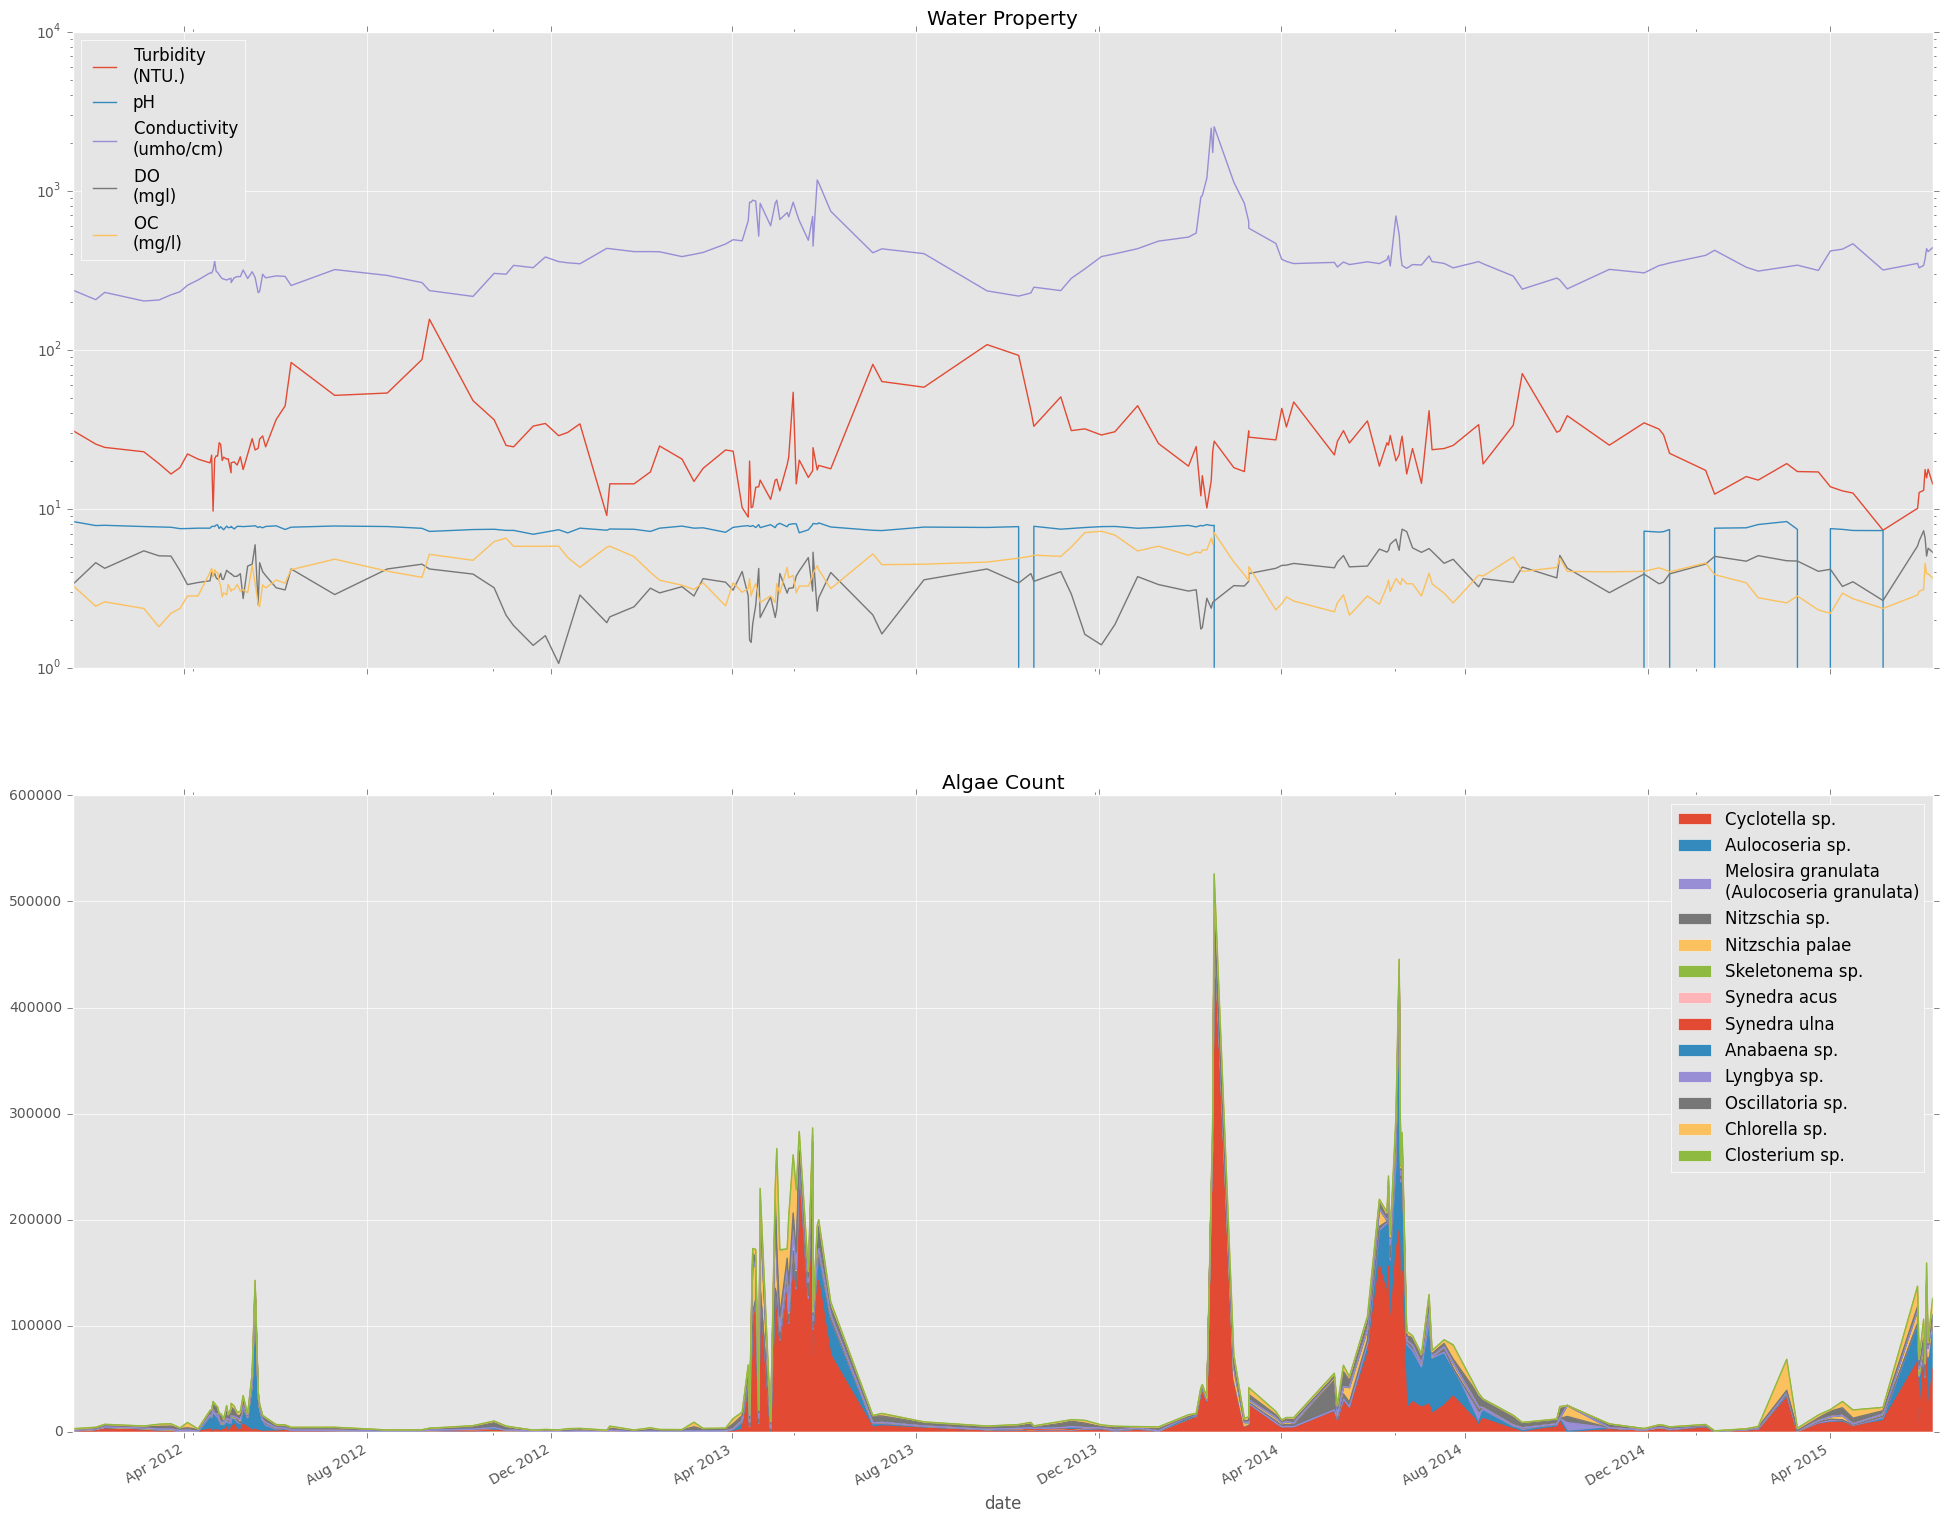 Water Property
10^4
10^3
10^2
10^1
10^0
Turbidity
(NTU.)
pH
Conductivity
(umho/cm)
DO
(mgl)
OC
(mg/l)
Algae Count
600000
500000
400000
300000
200000
100000
0
Cyclotella sp.
Aulocoseria sp.
Melosira granulata
(Aulocoseria granulata)
Nitzschia sp.
Nitzschia palae
Skeletonema sp.
Synedra acus
Synedra ulna
Anabaena sp.
Lyngbya sp.
Oscillatoria sp.
Chlorella sp.
Closterium sp.
Apr 2012
Aug 2012
Dec 2012
Apr 2013
Aug 2013
Dec 2013
Apr 2014
Aug 2014
Dec 2014
Apr 2015
date